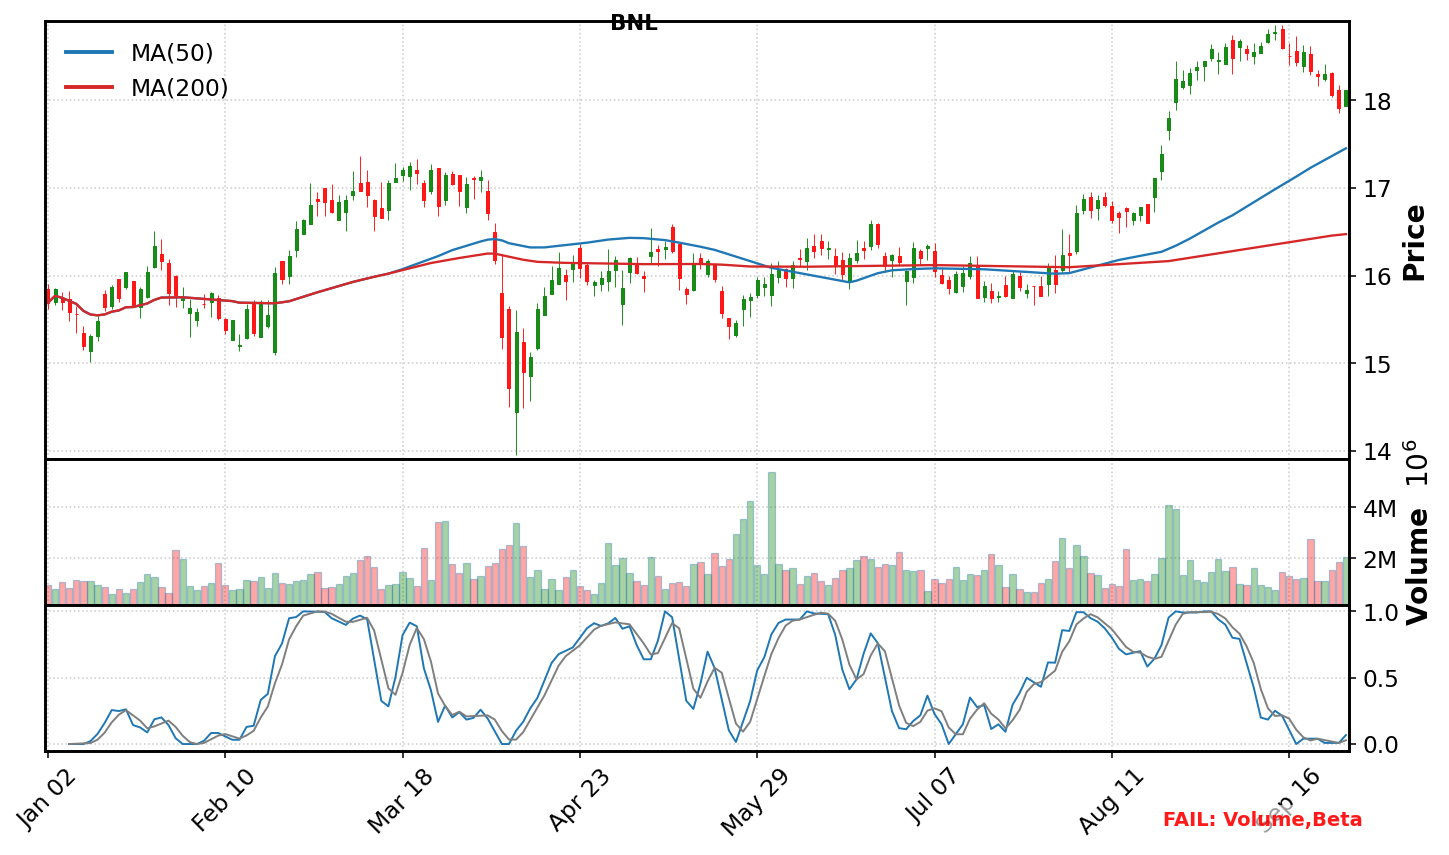 BNL
MA(50)
MA(200)
18
17
16
15
14
Price
4M
2M
Volume 10^6
1.0
0.5
0.0
Jan 02
Feb 10
Mar 18
Apr 23
May 29
Jul 07
Aug 11
Sep 16
FAIL: Volume,Beta